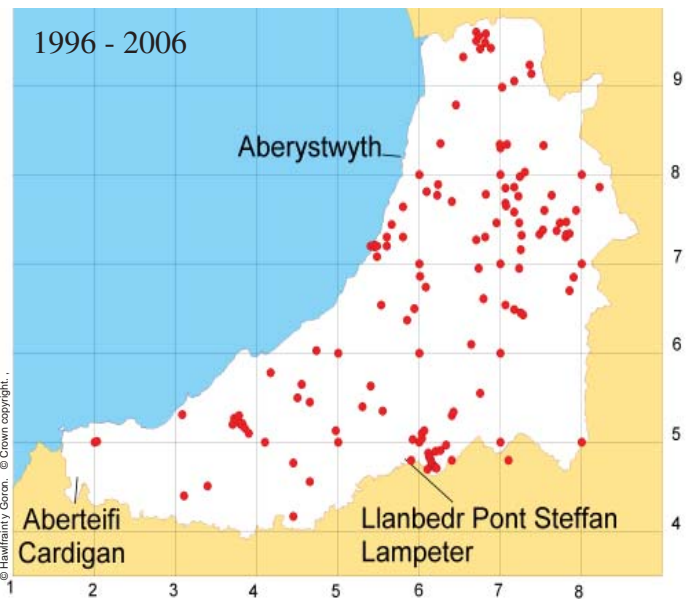 1996 - 2006
Aberystwyth
Aberteifi
Cardigan
Llanbedr Pont Steffan
Lampeter
9
8
7
6
5
4
1 2 3 4 5 6 7 8
© Hawlfrainty Goron. © Crown copyright. ,